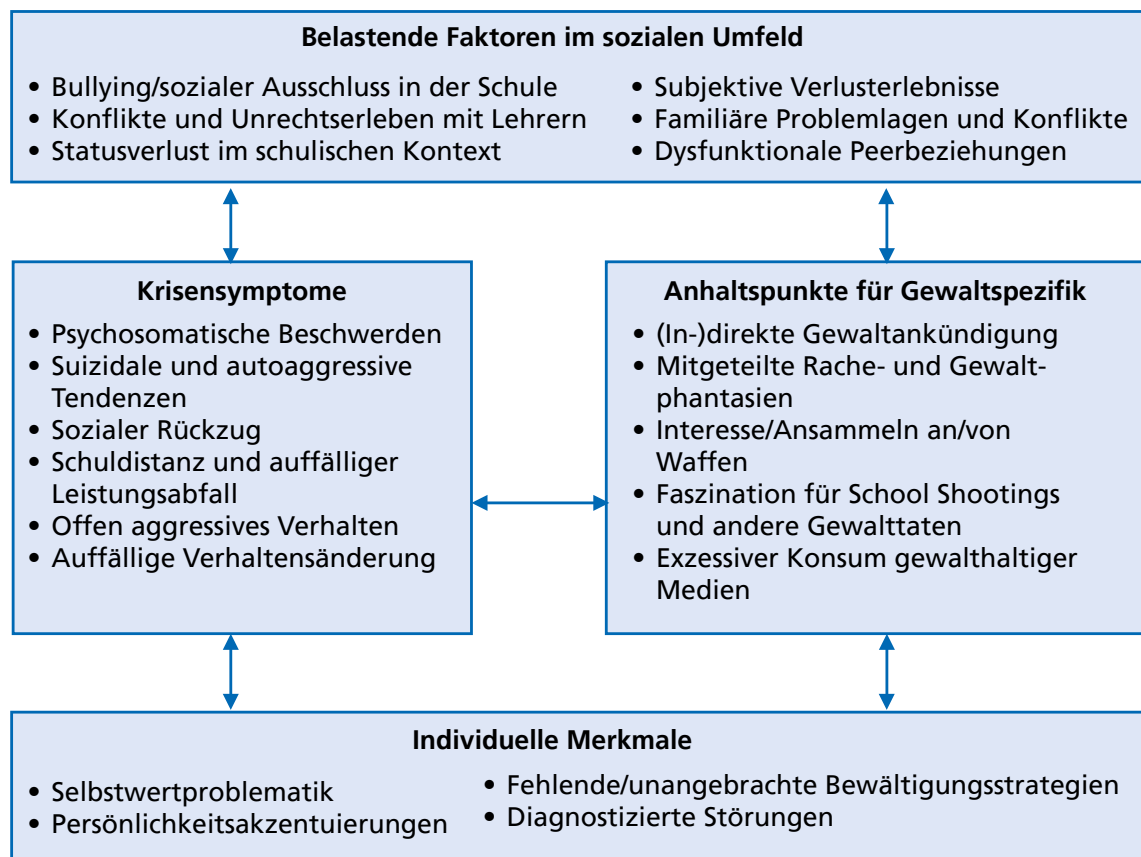 Belastende Faktoren im sozialen Umfeld
• Bullying/sozialer Ausschluss in der Schule
• Konflikte und Unrechtserleben mit Lehrern
• Statusverlust im schulischen Kontext
• Subjektive Verlusterlebnisse
• Familiäre Problemlagen und Konflikte
• Dysfunktionale Peerbeziehungen
Krisensymptome
• Psychosomatische Beschwerden
• Suizidale und autoaggressive
Tendenzen
• Sozialer Rückzug
• Schuldistanz und auffälliger
Leistungsabfall
• Offen aggressives Verhalten
• Auffällige Verhaltensänderung
Anhaltspunkte für Gewaltspezifik
• (In-)direkte Gewaltankündigung
• Mitgeteilte Rache- und Gewalt-
phantasien
• Interesse/Ansammeln an/von
Waffen
• Faszination für School Shootings
und andere Gewalttaten
• Exzessiver Konsum gewalthaltiger
Medien
Individuelle Merkmale
• Selbstwertproblematik
• Persönlichkeitsakzentuierungen
• Fehlende/unangebrachte Bewältigungsstrategien
• Diagnostizierte Störungen